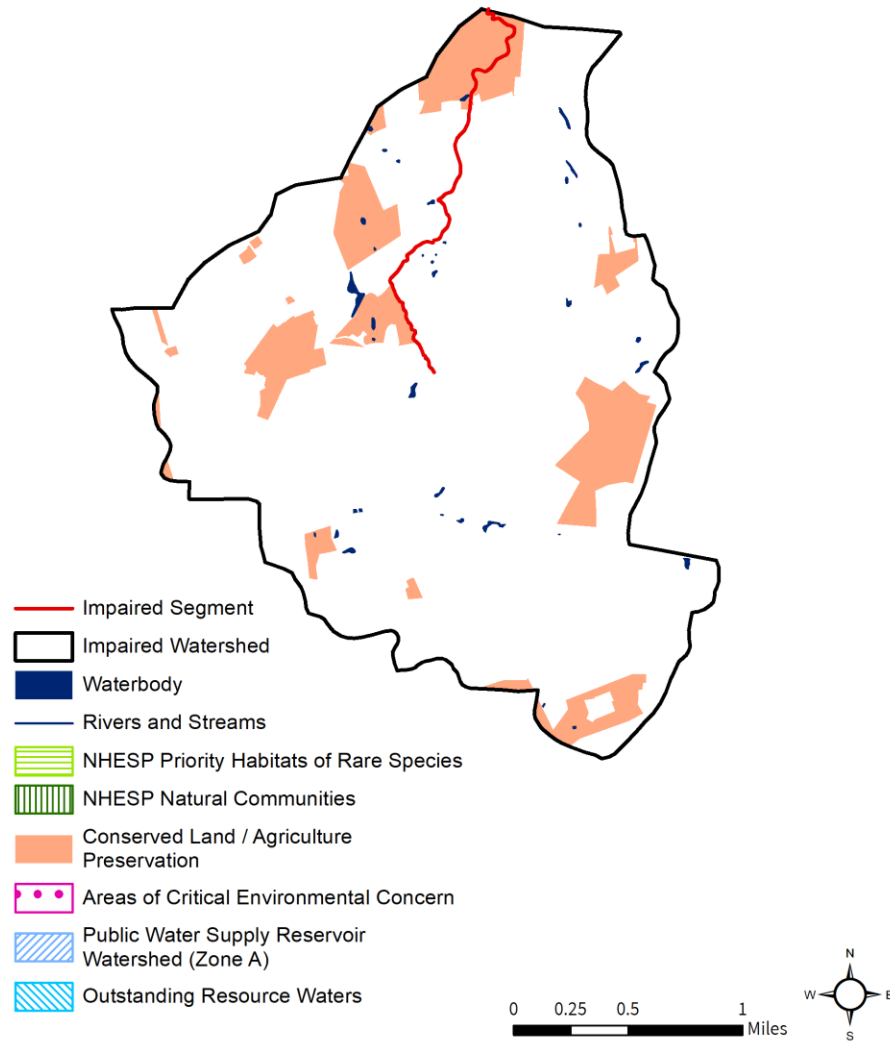 Impaired Segment
Impaired Watershed
Waterbody
Rivers and Streams
NHESP Priority Habitats of Rare Species
NHESP Natural Communities
Conserved Land / Agriculture
Preservation
Areas of Critical Environmental Concern
Public Water Supply Reservoir
Watershed (Zone A)
Outstanding Resource Waters
0 0.25 0.5 1
Miles
N
W E
S